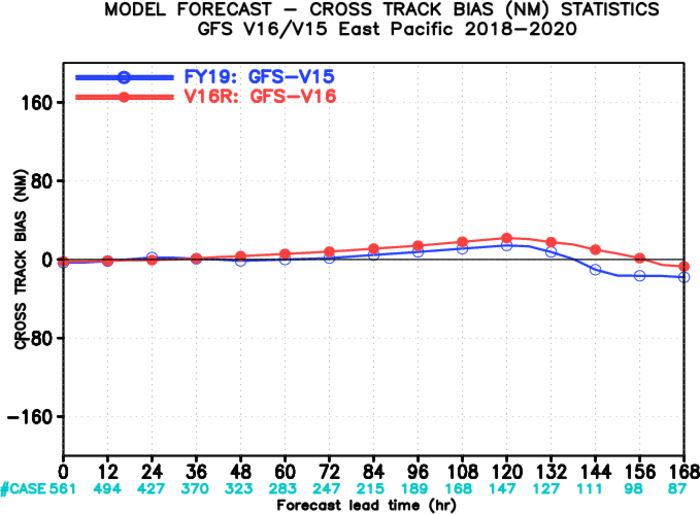 MODEL FORECAST – CROSS TRACK BIAS (NM) STATISTICS
GFS V16/V15 East Pacific 2018–2020
FY19: GFS–V15
V16R: GFS–V16
CROSS TRACK BIAS (NM)
160
80
0
−80
−160
0 12 24 36 48 60 72 84 96 108 120 132 144 156 168
#CASE 561 494 427 370 323 283 247 215 189 168 147 127 111 98 87
Forecast lead time (hr)